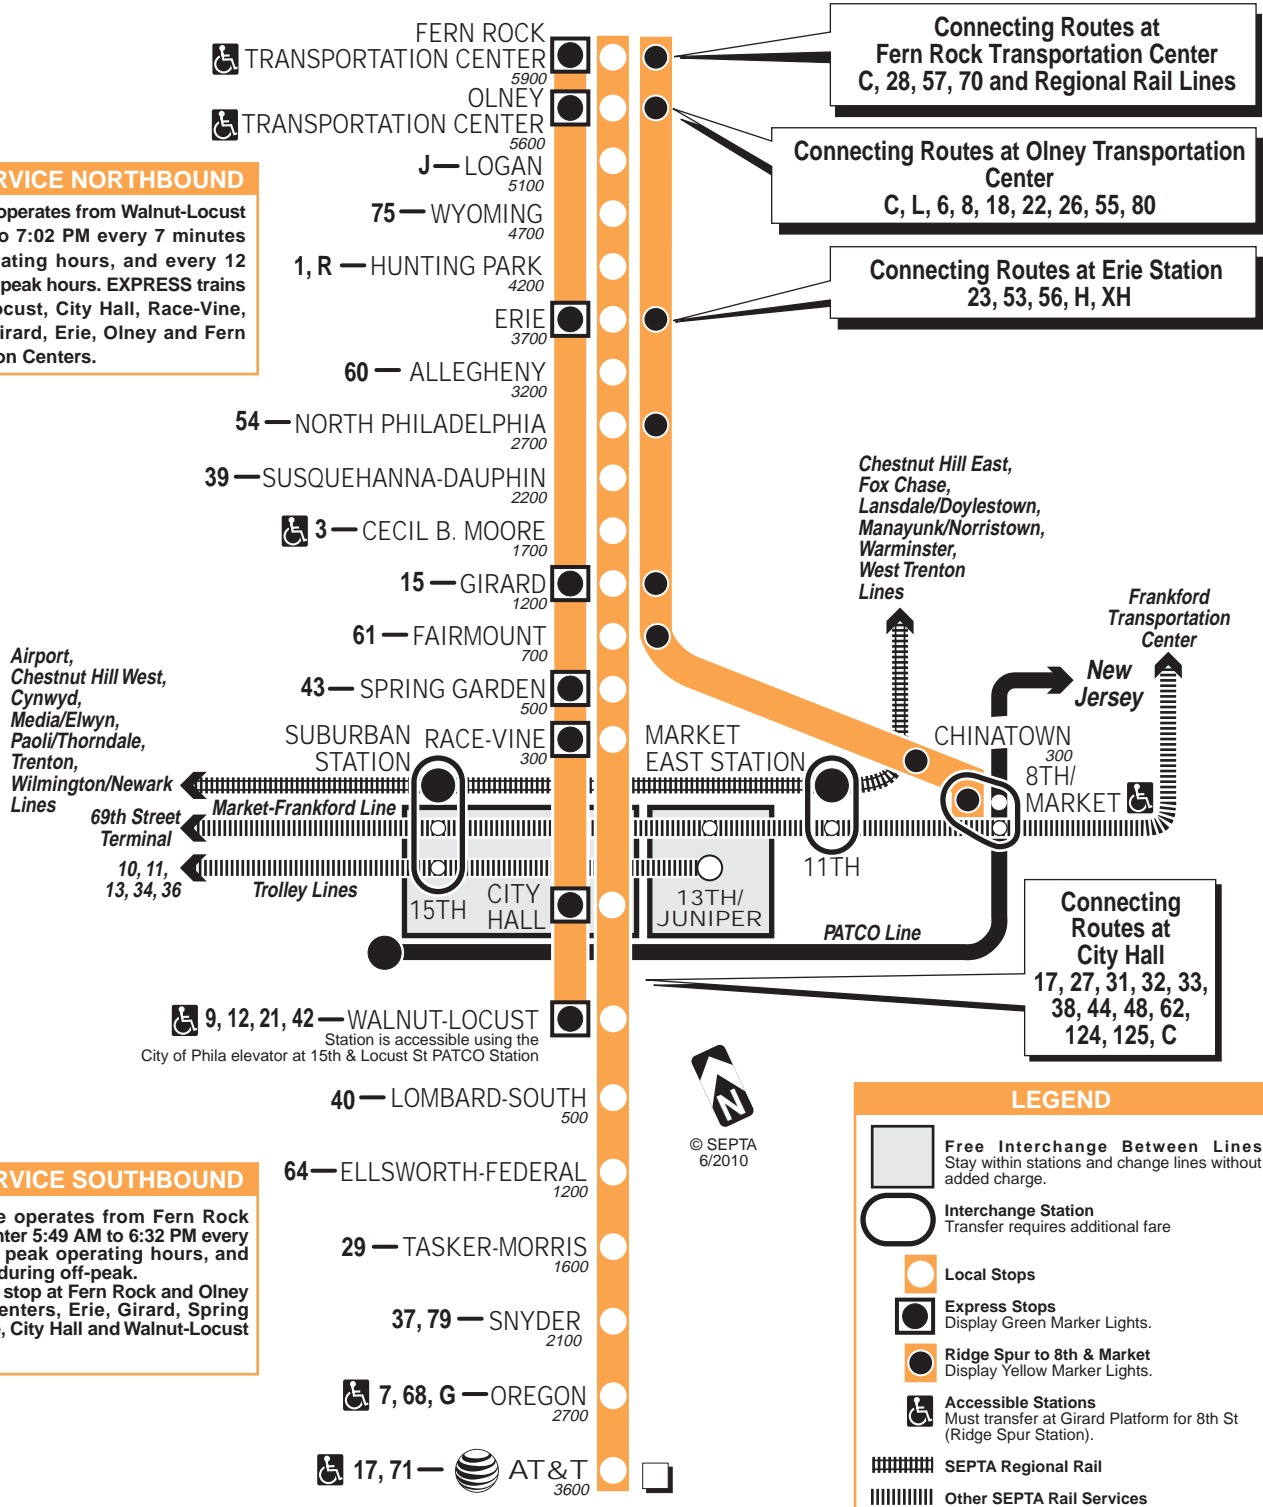 FERN ROCK
TRANSPORTATION CENTER
5900
OLNEY
TRANSPORTATION CENTER
5600
J — LOGAN
5100
75 — WYOMING
4700
1, R — HUNTING PARK
4200
ERIE
3700
60 — ALLEGHENY
3200
54 — NORTH PHILADELPHIA
2700
39 — SUSQUEHANNA-DAUPHIN
2200
3 — CECIL B. MOORE
1700
15 — GIRARD
1200
61 — FAIRMOUNT
700
43 — SPRING GARDEN
500
RACE-VINE
300
SUBURBAN
STATION
MARKET
EAST STATION
CHINATOWN
300
8TH/
MARKET
11TH
15TH
CITY
HALL
13TH/
JUNIPER
9, 12, 21, 42 — WALNUT-LOCUST
Station is accessible using the
City of Phila elevator at 15th & Locust St PATCO Station
40 — LOMBARD-SOUTH
500
64 — ELLSWORTH-FEDERAL
1200
29 — TASKER-MORRIS
1600
37, 79 — SNYDER
2100
7, 68, G — OREGON
2700
17, 71 — AT&T
3600
Connecting Routes at
Fern Rock Transportation Center
C, 28, 57, 70 and Regional Rail Lines
Connecting Routes at Olney Transportation
Center
C, L, 6, 8, 18, 22, 26, 55, 80
Connecting Routes at Erie Station
23, 53, 56, H, XH
RVICE NORTHBOUND
operates from Walnut-Locust
o 7:02 PM every 7 minutes
ating hours, and every 12
peak hours. EXPRESS trains
ocust, City Hall, Race-Vine,
irard, Erie, Olney and Fern
on Centers.
Chestnut Hill East,
Fox Chase,
Lansdale/Doylestown,
Manayunk/Norristown,
Warminster,
West Trenton
Lines
Frankford
Transportation
Center
New
Jersey
Airport,
Chestnut Hill West,
Cynwyd,
Media/Elwyn,
Paoli/Thorndale,
Trenton,
Wilmington/Newark
Lines
Market-Frankford Line
69th Street
Terminal
10, 11,
13, 34, 36
Trolley Lines
PATCO Line
Connecting
Routes at
City Hall
17, 27, 31, 32, 33,
38, 44, 48, 62,
124, 125, C
N
© SEPTA
6/2010
RVICE SOUTHBOUND
e operates from Fern Rock
nter 5:49 AM to 6:32 PM every
peak operating hours, and
during off-peak.
stop at Fern Rock and Olney
enters, Erie, Girard, Spring
, City Hall and Walnut-Locust
LEGEND
Free Interchange Between Lines
Stay within stations and change lines without
added charge.
Interchange Station
Transfer requires additional fare
Local Stops
Express Stops
Display Green Marker Lights.
Ridge Spur to 8th & Market
Display Yellow Marker Lights.
Accessible Stations
Must transfer at Girard Platform for 8th St
(Ridge Spur Station).
SEPTA Regional Rail
Other SEPTA Rail Services